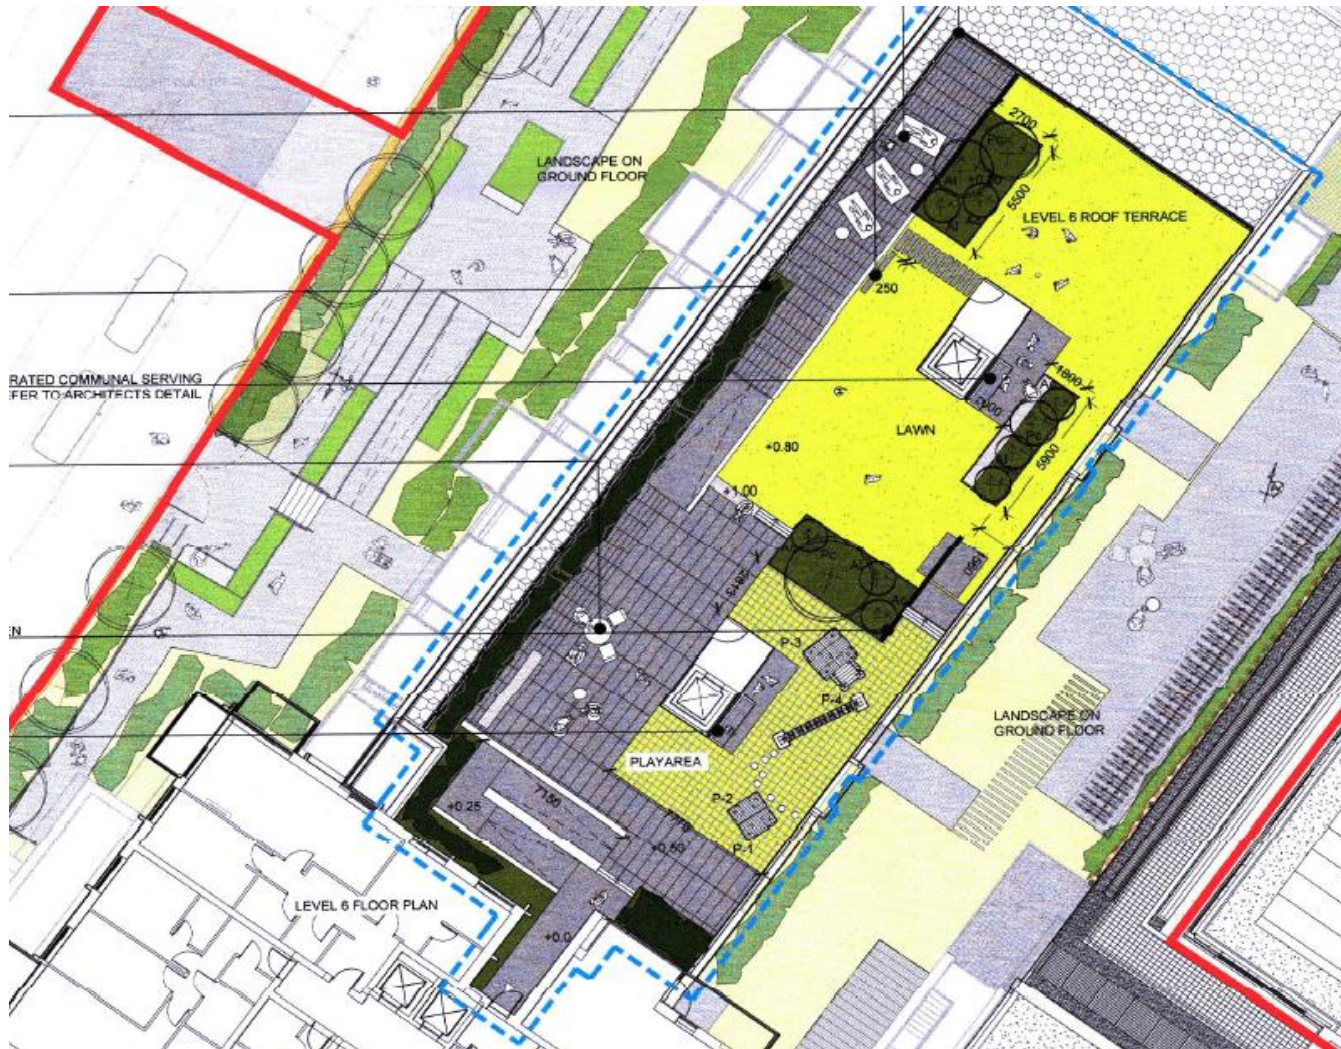 2700
LANDSCAPE ON
GROUND FLOOR
5500
LEVEL 6 ROOF TERRACE
250
RATED COMMUNAL SERVING
FER TO ARCHITECTS DETAIL
1800
LAWN
5900
+0.80
+1.00
2813
EN
P-3
P-4
LANDSCAPE ON
GROUND FLOOR
PLAYAREA
7150
P-2
+0.25
+0.50
P-1
LEVEL 6 FLOOR PLAN
+0.0